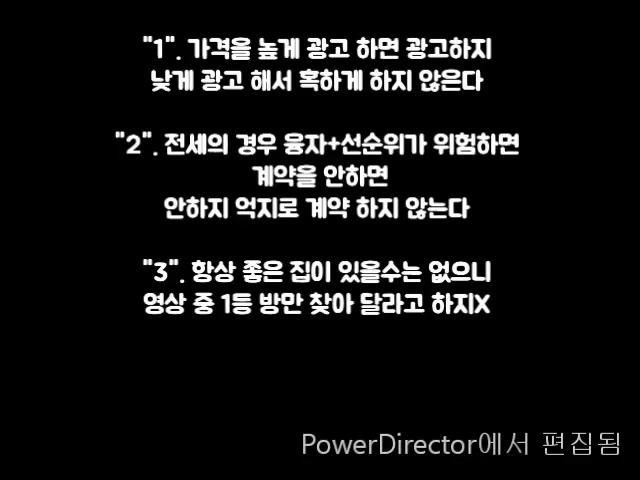 "1". 가격을 높게 광고 하면 광고하지
낮게 광고 해서 혹하게 하지 않은다
"2". 전세의 경우 융자+선순위가 위험하면
계약을 안하면
안하지 억지로 계약 하지 않는다
"3". 항상 좋은 집이 있을수는 없으니
영상 중 1등 방만 찾아 달라고 하지X
PowerDirector에서 편집됨